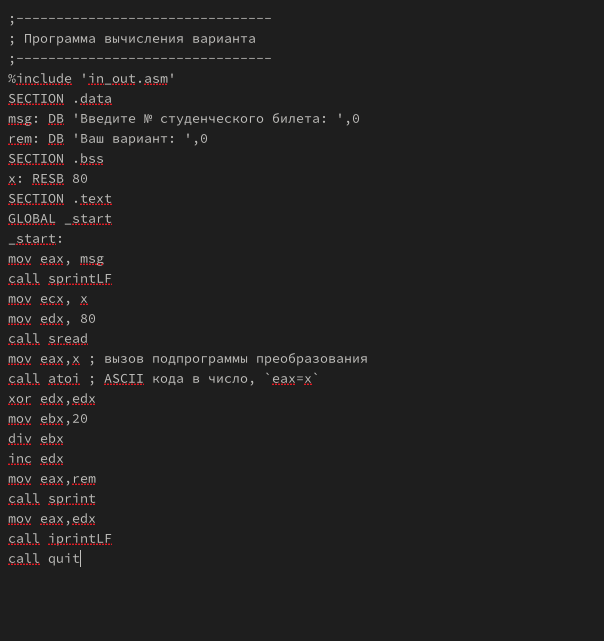 ;--------------------------------
; Программа вычисления варианта
;--------------------------------
%include 'in_out.asm'
SECTION .data
msg: DB 'Введите № студенческого билета: ',0
rem: DB 'Ваш вариант: ',0
SECTION .bss
x: RESB 80
SECTION .text
GLOBAL _start
_start:
mov eax, msg
call sprintLF
mov ecx, x
mov edx, 80
call sread
mov eax,x ; вызов подпрограммы преобразования
call atoi ; ASCII кода в число, `eax=x`
xor edx,edx
mov ebx,20
div ebx
inc edx
mov eax,rem
call sprint
mov eax,edx
call iprintLF
call quit